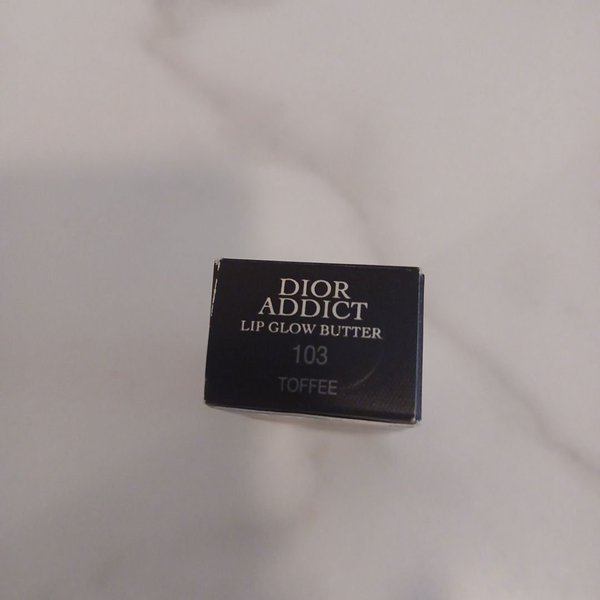 DIOR
ADDICT
LIP GLOW BUTTER
103
TOFFEE